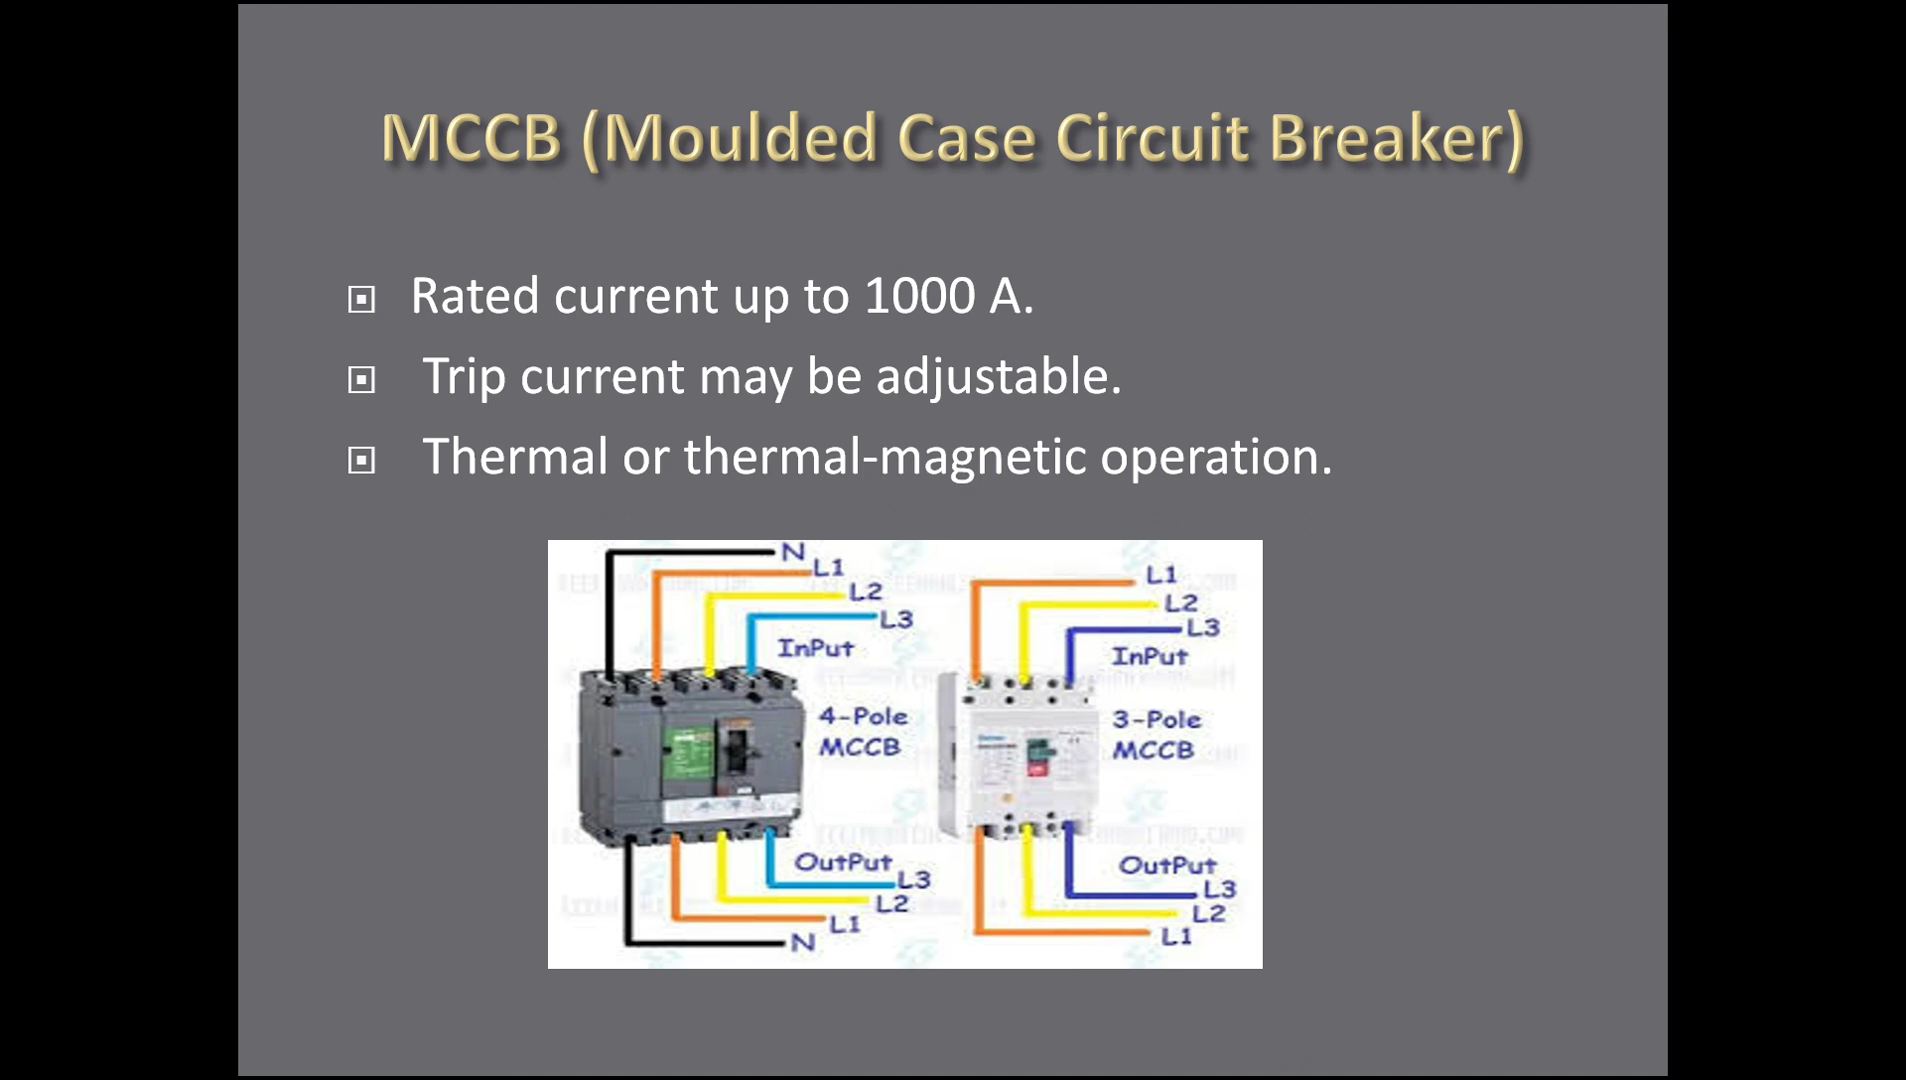 MCCB (Moulded Case Circuit Breaker)
Rated current up to 1000 A.
Trip current may be adjustable.
Thermal or thermal-magnetic operation.
N
L1
L2
L3
InPut
4-Pole
MCCB
OutPut
L3
L2
L1
N
L1
L2
L3
InPut
3-Pole
MCCB
OutPut
L3
L2
L1